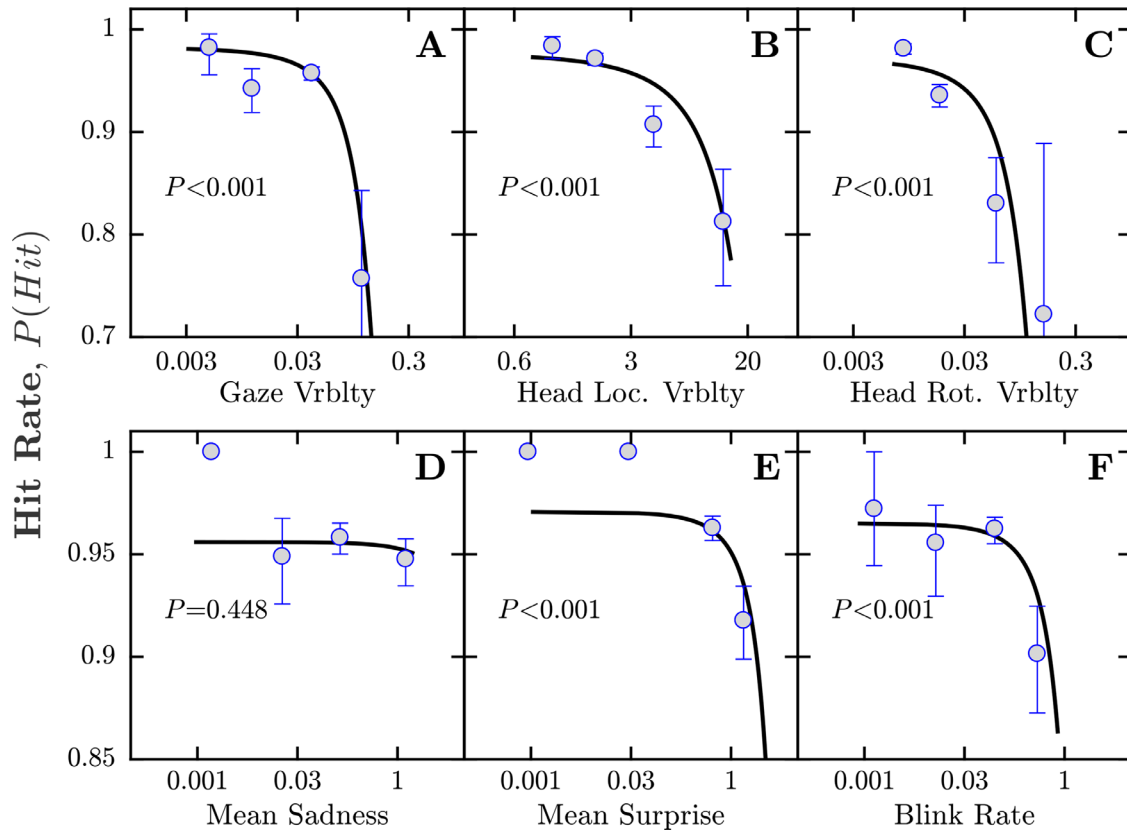 Hit Rate, P(Hit)
1
0.9
0.8
0.7
A
P<0.001
0.003 0.03 0.3
Gaze Vrblty
B
P<0.001
0.6 3 20
Head Loc. Vrblty
C
P<0.001
0.003 0.03 0.3
Head Rot. Vrblty
1
0.95
0.9
0.85
D
P=0.448
0.001 0.03 1
Mean Sadness
E
P<0.001
0.001 0.03 1
Mean Surprise
F
P<0.001
0.001 0.03 1
Blink Rate